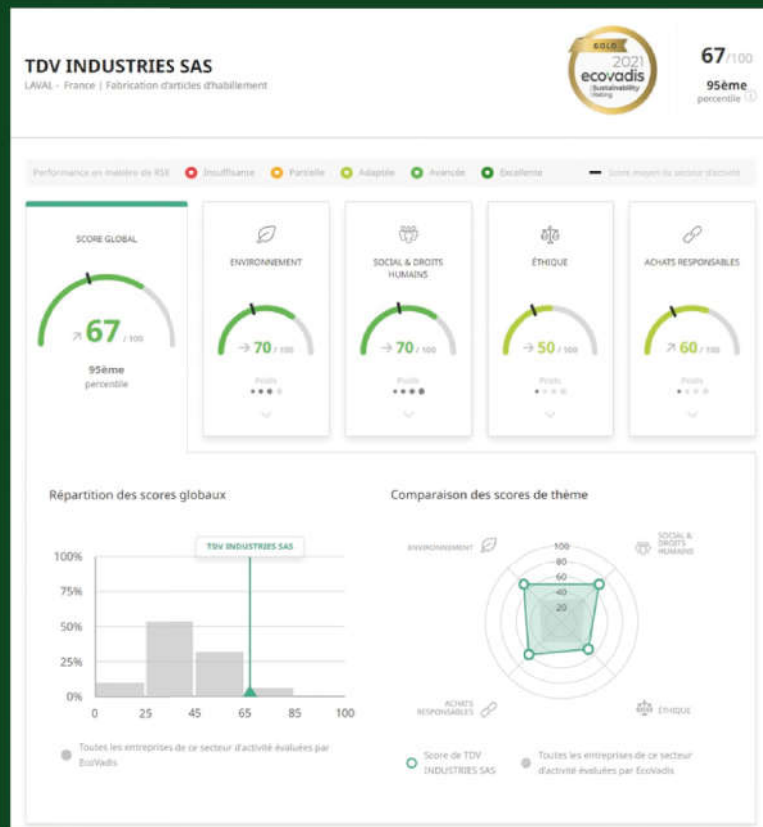 TDV INDUSTRIES SAS
LAVAL - France | Fabrication d'articles d'habillement
GOLD
2021
ecovadis
Sustainability
Rating
67/100
95ème
percentile
Performance en matière de RSE
Insuffisante
Partielle
Adaptée
Avancée
Excellente
Score moyen du secteur d'activité
SCORE GLOBAL
67 / 100
95ème
percentile
ENVIRONNEMENT
70 / 100
Poids
SOCIAL & DROITS
HUMAINS
70 / 100
Poids
ÉTHIQUE
50 / 100
Poids
ACHATS RESPONSABLES
60 / 100
Poids
Répartition des scores globaux
TDV INDUSTRIES SAS
100%
75%
50%
25%
0%
0 25 45 65 85 100
Toutes les entreprises de ce secteur d'activité évaluées par
EcoVadis
Comparaison des scores de thème
ENVIRONNEMENT
SOCIAL &
DROITS
HUMAINS
100
80
60
40
20
ACHATS
RESPONSABLES
ÉTHIQUE
Score de TDV
INDUSTRIES SAS
Toutes les entreprises de ce secteur
d'activité évaluées par EcoVadis